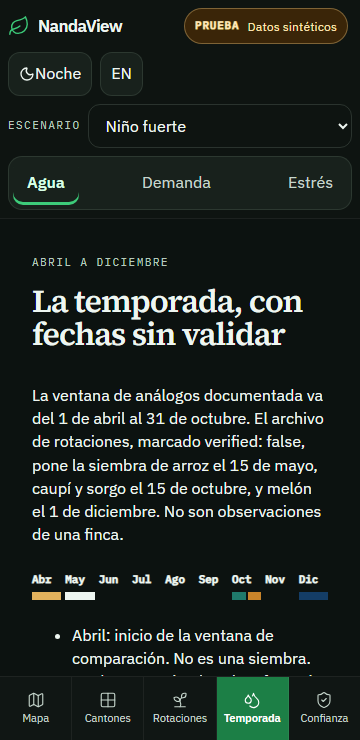 NandaView
PRUEBA Datos sintéticos
Noche
EN
ESCENARIO
Niño fuerte
Agua
Demanda
Estrés
ABRIL A DICIEMBRE
La temporada, con
fechas sin validar
La ventana de análogos documentada va
del 1 de abril al 31 de octubre. El archivo
de rotaciones, marcado verified: false,
pone la siembra de arroz el 15 de mayo,
caupí y sorgo el 15 de octubre, y melón
el 1 de diciembre. No son observaciones
de una finca.
Abr May Jun Jul Ago Sep Oct Nov Dic
• Abril: inicio de la ventana de
comparación. No es una siembra.
Mapa
Cantones
Rotaciones
Temporada
Confianza